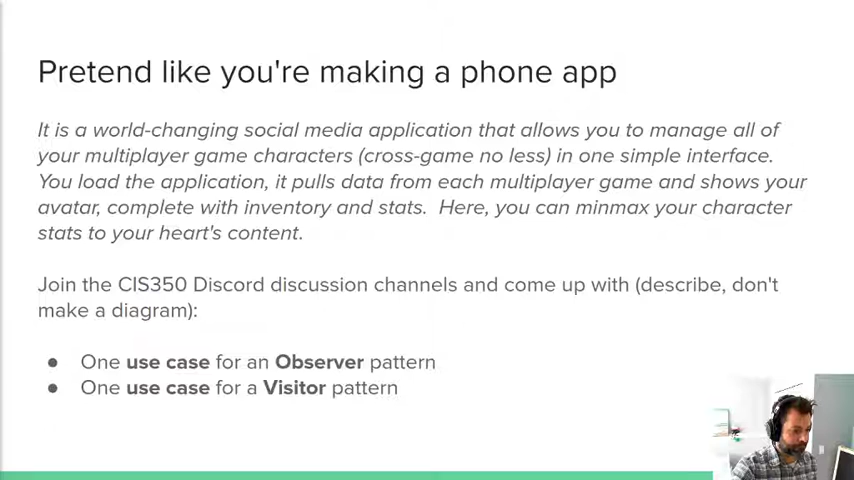 Pretend like you're making a phone app
It is a world-changing social media application that allows you to manage all of
your multiplayer game characters (cross-game no less) in one simple interface.
You load the application, it pulls data from each multiplayer game and shows your
avatar, complete with inventory and stats.  Here, you can minmax your character
stats to your heart's content.
Join the CIS350 Discord discussion channels and come up with (describe, don't
make a diagram):
● One use case for an Observer pattern
● One use case for a Visitor pattern